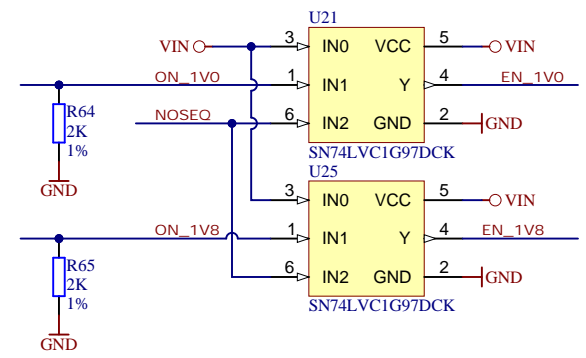 U21
VIN 3 IN0 VCC 5 VIN
ON_1V0 1 IN1 Y 4 EN_1V0
R64
2K
1%
GND
NOSEQ 6 IN2 GND 2 GND
SN74LVC1G97DCK
U25
3 IN0 VCC 5 VIN
ON_1V8 1 IN1 Y 4 EN_1V8
R65
2K
1%
GND
6 IN2 GND 2 GND
SN74LVC1G97DCK